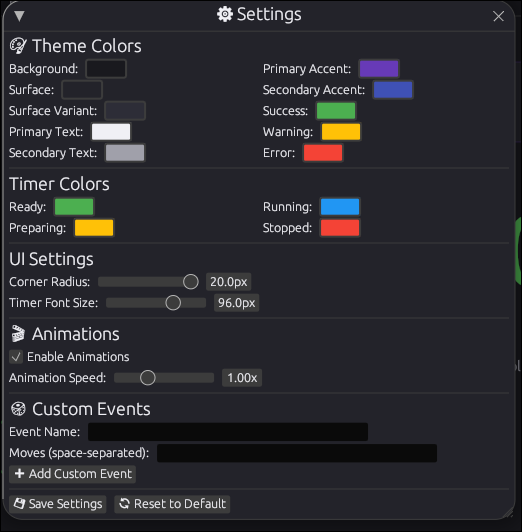 Settings
Theme Colors
Background:
Primary Accent:
Surface:
Secondary Accent:
Surface Variant:
Success:
Primary Text:
Warning:
Secondary Text:
Error:
Timer Colors
Ready:
Running:
Preparing:
Stopped:
UI Settings
Corner Radius: 20.0px
Timer Font Size: 96.0px
Animations
Enable Animations
Animation Speed: 1.00x
Custom Events
Event Name:
Moves (space-separated):
+ Add Custom Event
Save Settings Reset to Default